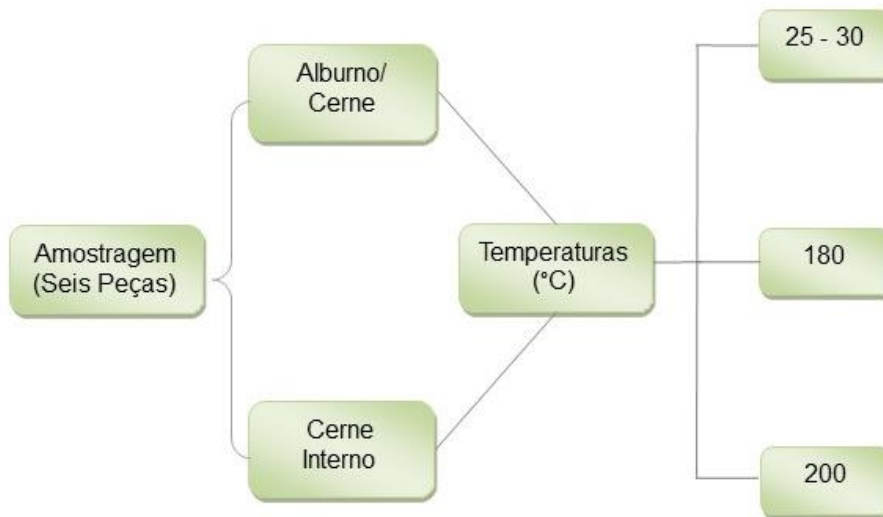 Amostragem
(Seis Peças)
Alburno/
Cerne
Cerne
Interno
Temperaturas
(°C)
25 - 30
180
200